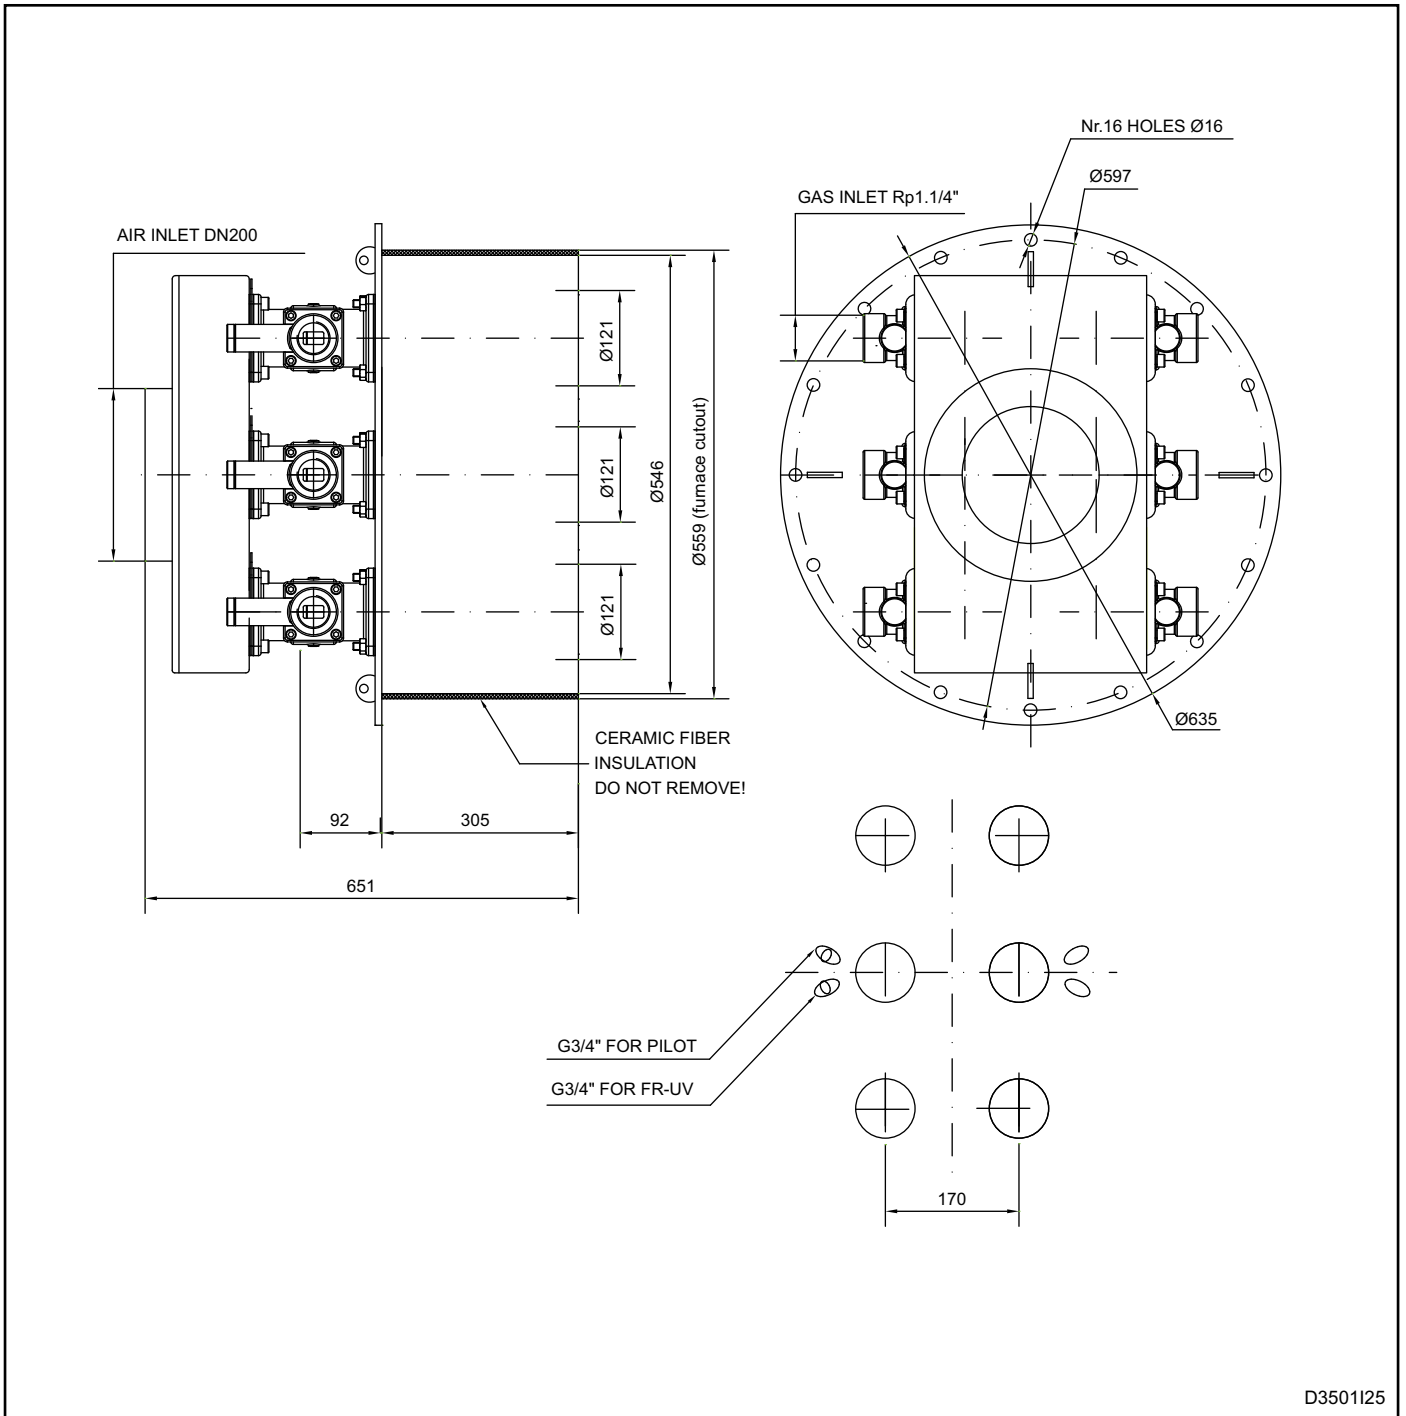 Nr.16 HOLES Ø16
Ø597
GAS INLET Rp1.1/4"
AIR INLET DN200
Ø121
Ø121
Ø121
Ø546
Ø559 (furnace cutout)
Ø635
CERAMIC FIBER
INSULATION
DO NOT REMOVE!
92
305
651
G3/4" FOR PILOT
G3/4" FOR FR-UV
170
D3501I25